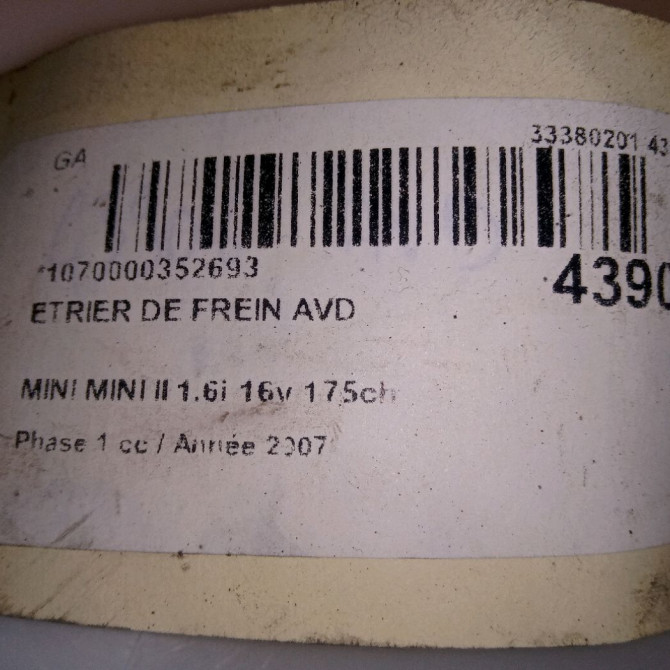 GA
33380201 43
*1070000352693
4390
ETRIER DE FREIN AVD
MINI MINI II 1.6i 16v 175ch
Phase 1 cc / Année 2007